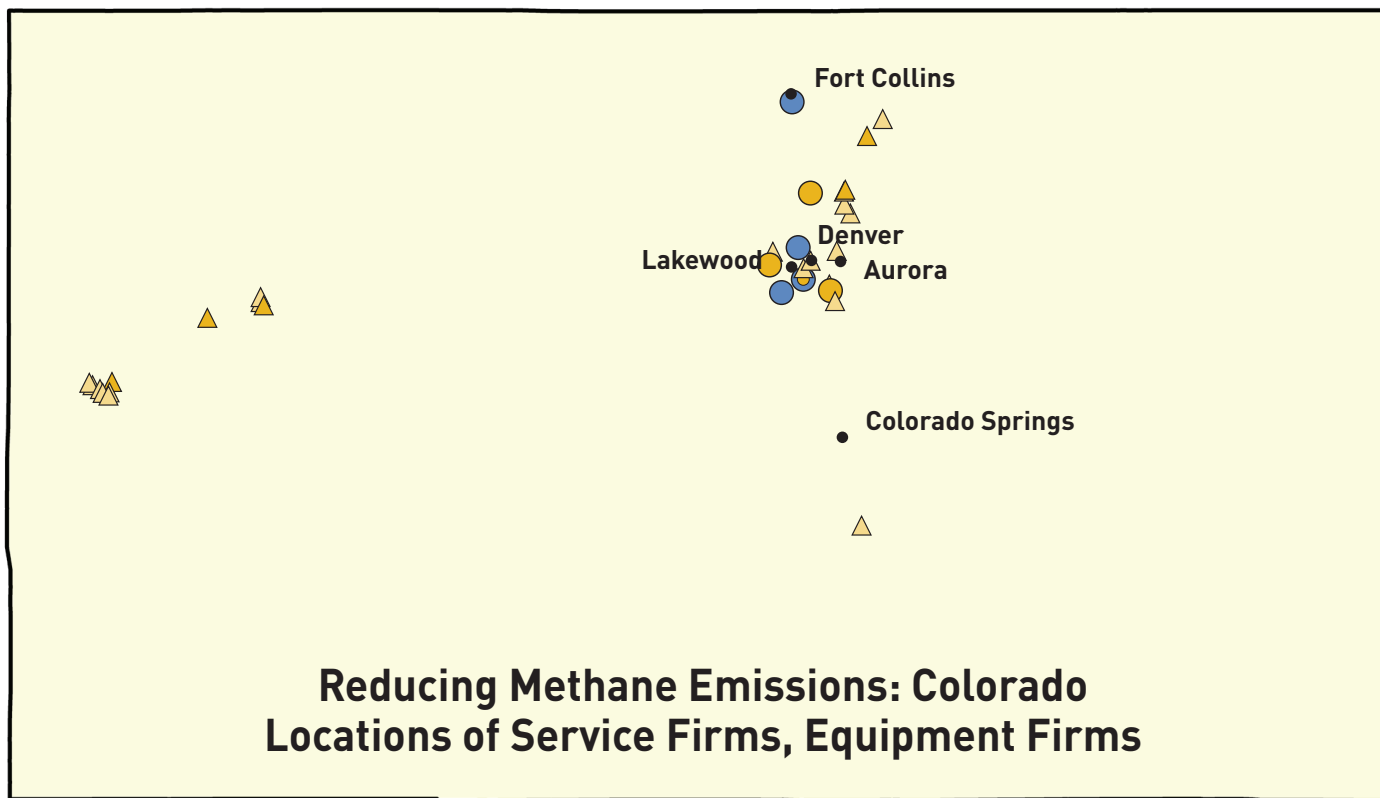 Fort Collins
Denver
Lakewood
Aurora
Colorado Springs
Reducing Methane Emissions: Colorado
Locations of Service Firms, Equipment Firms